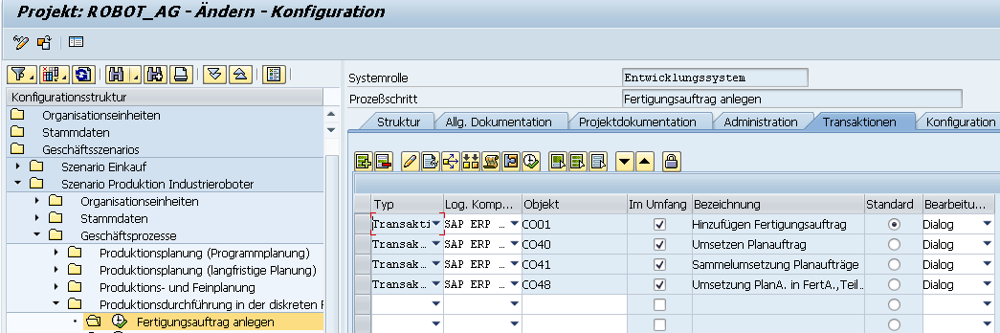 Projekt: ROBOT_AG - Ändern - Konfiguration
Systemrolle Entwicklungssystem
Prozeßschritt Fertigungsauftrag anlegen
Struktur Allg. Dokumentation Projektdokumentation Administration Transaktionen Konfiguration
Konfigurationsstruktur
Organisationseinheiten
Stammdaten
Geschäftsszenarios
Szenario Einkauf
Szenario Produktion Industrieroboter
Organisationseinheiten
Stammdaten
Geschäftsprozesse
Produktionsplanung (Programmplanung)
Produktionsplanung (langfristige Planung)
Produktions- und Feinplanung
Produktionsdurchführung in der diskreten F
Fertigungsauftrag anlegen
Typ Log. Komp... Objekt Im Umfang Bezeichnung Standard Bearbeitu...
Transakti SAP ERP ... CO01 Hinzufügen Fertigungsauftrag Dialog
Transak... SAP ERP ... CO40 Umsetzen Planauftrag Dialog
Transak... SAP ERP ... CO41 Sammelumsetzung Planaufträge Dialog
Transak... SAP ERP ... CO48 Umsetzung PlanA. in FertA.,Teil.. Dialog